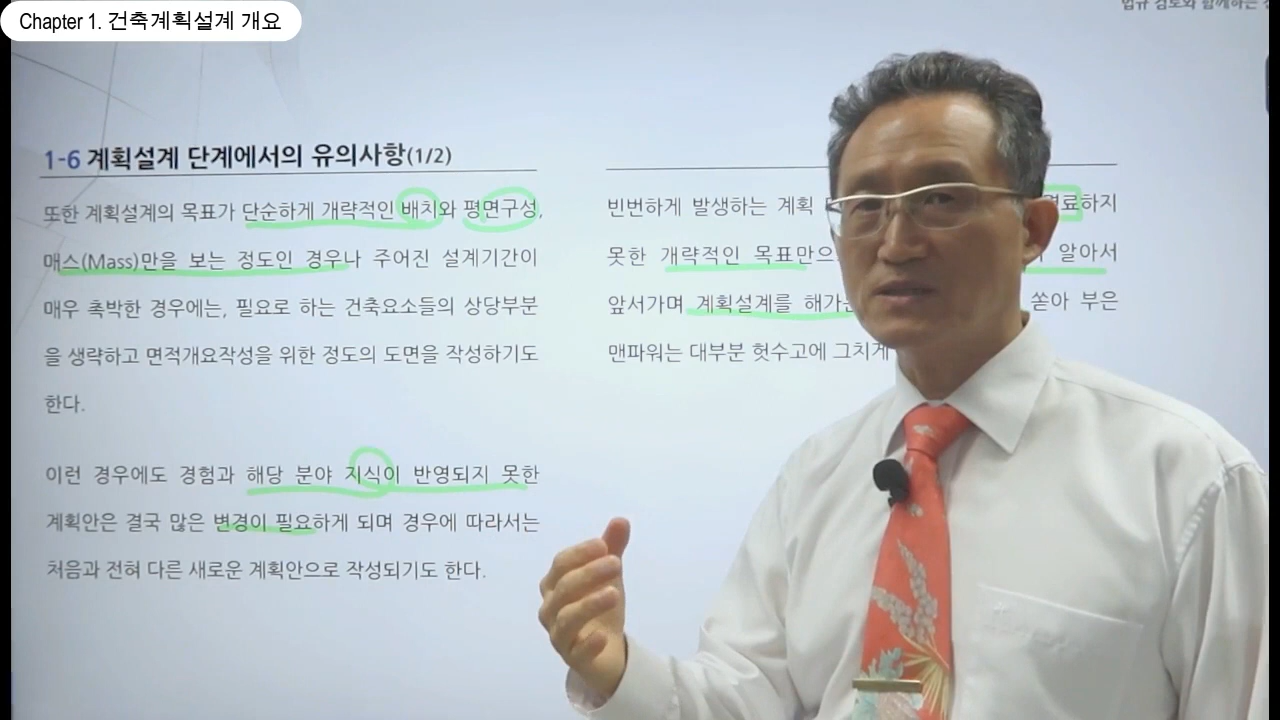 Chapter 1. 건축계획설계 개요
법규 검토와 함께하는
1-6 계획설계 단계에서의 유의사항(1/2)
또한 계획설계의 목표가 단순하게 개략적인 배치와 평면구성,
매스(Mass)만을 보는 정도인 경우나 주어진 설계기간이
매우 촉박한 경우에는, 필요로 하는 건축요소들의 상당부분
을 생략하고 면적개요작성을 위한 정도의 도면을 작성하기도
한다.
이런 경우에도 경험과 해당 분야 지식이 반영되지 못한
계획안은 결국 많은 변경이 필요하게 되며 경우에 따라서는
처음과 전혀 다른 새로운 계획안으로 작성되기도 한다.
빈번하게 발생하는 계획 명료하지
못한 개략적인 목표만으 알아서
앞서가며 계획설계를 해가는 쏟아 부은
맨파워는 대부분 헛수고에 그치게